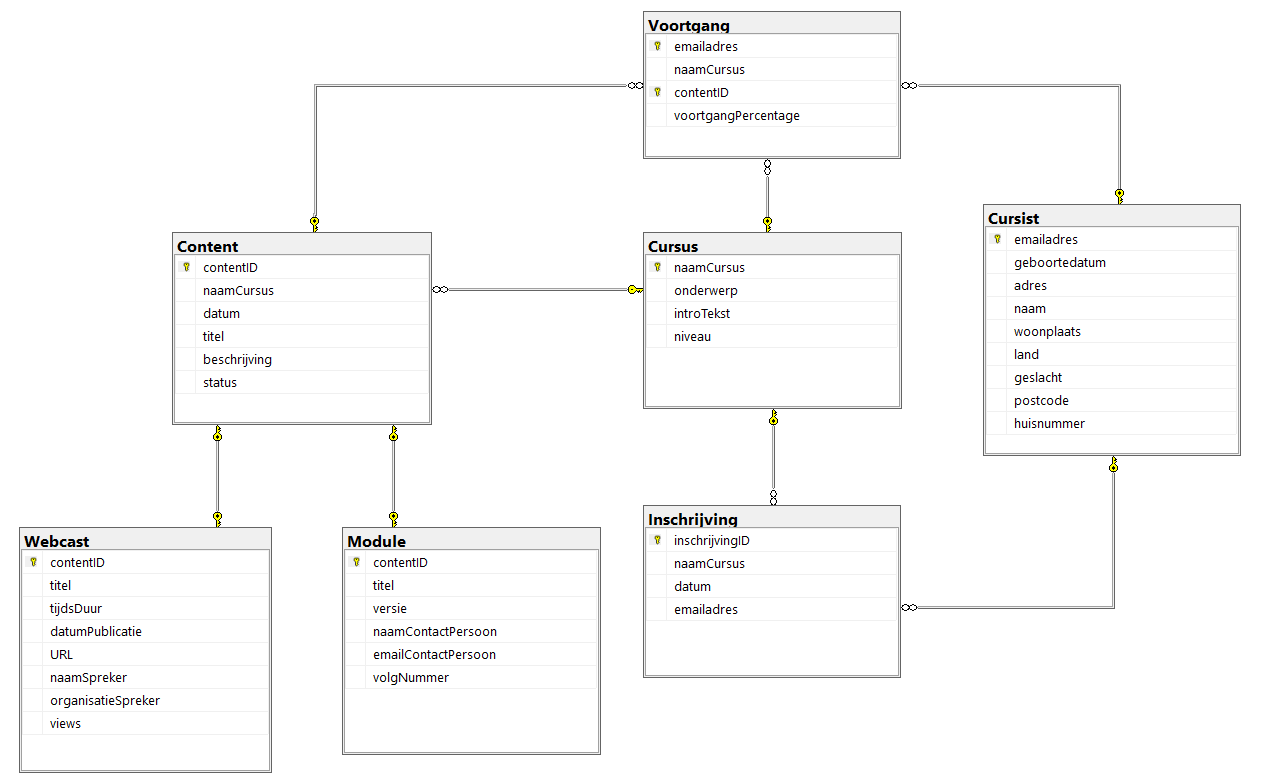 Voortgang
emailadres
naamCursus
contentID
voortgangPercentage
Content
contentID
naamCursus
datum
titel
beschrijving
status
Cursus
naamCursus
onderwerp
introTekst
niveau
Cursist
emailadres
geboortedatum
adres
naam
woonplaats
land
geslacht
postcode
huisnummer
Webcast
contentID
titel
tijdsDuur
datumPublicatie
URL
naamSpreker
organisatieSpreker
views
Module
contentID
titel
versie
naamContactPersoon
emailContactPersoon
volgNummer
Inschrijving
inschrijvingID
naamCursus
datum
emailadres